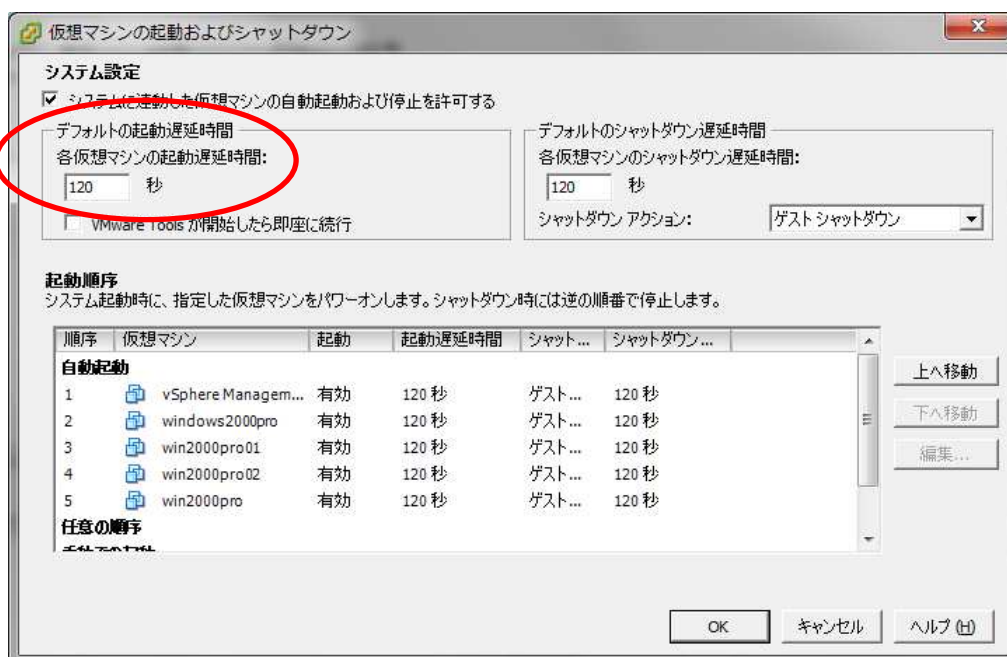 仮想マシンの起動およびシャットダウン
システム設定
システムに連動した仮想マシンの自動起動および停止を許可する
デフォルトの起動遅延時間
各仮想マシンの起動遅延時間:
120 秒
VMware Tools が開始したら即座に続行
デフォルトのシャットダウン遅延時間
各仮想マシンのシャットダウン遅延時間:
120 秒
シャットダウン アクション: ゲスト シャットダウン
起動順序
システム起動時に、指定した仮想マシンをパワーオンします。シャットダウン時には逆の順番で停止します。
順序 仮想マシン 起動 起動遅延時間 シャット... シャットダウン...
自動起動
1 vSphere Managem... 有効 120 秒 ゲスト... 120 秒
2 windows2000pro 有効 120 秒 ゲスト... 120 秒
3 win2000pro01 有効 120 秒 ゲスト... 120 秒
4 win2000pro02 有効 120 秒 ゲスト... 120 秒
5 win2000pro 有効 120 秒 ゲスト... 120 秒
任意の順序
手動での起動
上へ移動
下へ移動
編集...
OK キャンセル ヘルプ (H)